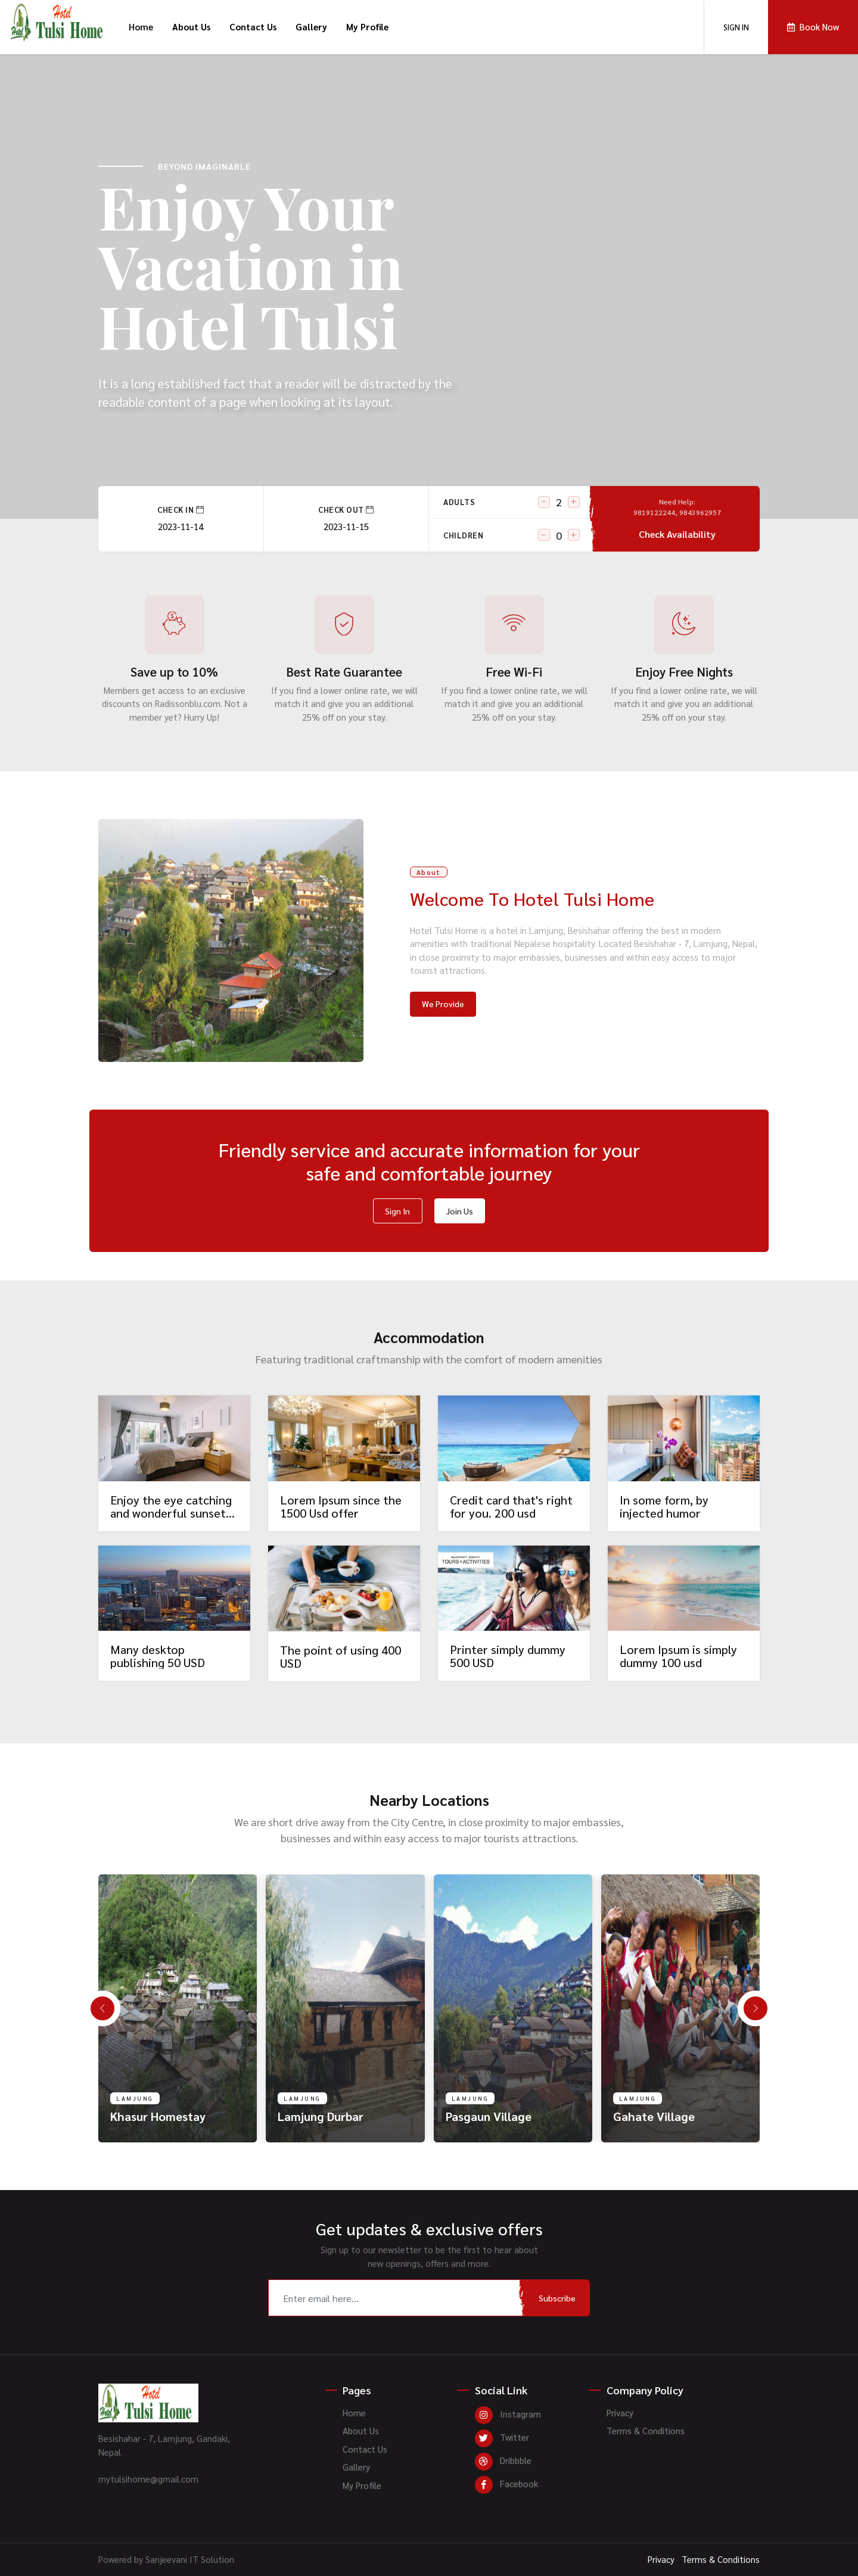 Hotel
Tulsi Home
Home About Us Contact Us Gallery My Profile
SIGN IN
Book Now
BEYOND IMAGINABLE
Enjoy Your
Vacation in
Hotel Tulsi
It is a long established fact that a reader will be distracted by the
readable content of a page when looking at its layout.
CHECK IN
2023-11-14
CHECK OUT
2023-11-15
ADULTS 2
CHILDREN 0
Need Help:
9819122244, 9843962957
Check Availability
Save up to 10%
Members get access to an exclusive
discounts on Radissonblu.com. Not a
member yet? Hurry Up!
Best Rate Guarantee
If you find a lower online rate, we will
match it and give you an additional
25% off on your stay.
Free Wi-Fi
If you find a lower online rate, we will
match it and give you an additional
25% off on your stay.
Enjoy Free Nights
If you find a lower online rate, we will
match it and give you an additional
25% off on your stay.
About
Welcome To Hotel Tulsi Home
Hotel Tulsi Home is a hotel in Lamjung, Besishahar offering the best in modern
amenities with traditional Nepalese hospitality. Located Besishahar - 7, Lamjung, Nepal,
in close proximity to major embassies, businesses and within easy access to major
tourist attractions.
We Provide
Friendly service and accurate information for your
safe and comfortable journey
Sign In
Join Us
Accommodation
Featuring traditional craftmanship with the comfort of modern amenities
Enjoy the eye catching
and wonderful sunset...
Lorem Ipsum since the
1500 Usd offer
Credit card that's right
for you. 200 usd
In some form, by
injected humor
Many desktop
publishing 50 USD
The point of using 400
USD
TOURS & ACTIVITIES
Printer simply dummy
500 USD
Lorem Ipsum is simply
dummy 100 usd
Nearby Locations
We are short drive away from the City Centre, in close proximity to major embassies,
businesses and within easy access to major tourists attractions.
LAMJUNG
Khasur Homestay
LAMJUNG
Lamjung Durbar
LAMJUNG
Pasgaun Village
LAMJUNG
Gahate Village
Get updates & exclusive offers
Sign up to our newsletter to be the first to hear about
new openings, offers and more.
Enter email here...
Subscribe
Hotel
Tulsi Home
Besishahar - 7, Lamjung, Gandaki,
Nepal
mytulsihome@gmail.com
Pages
Home
About Us
Contact Us
Gallery
My Profile
Social Link
Instagram
Twitter
Dribbble
Facebook
Company Policy
Privacy
Terms & Conditions
Powered by Sanjeevani IT Solution
Privacy Terms & Conditions